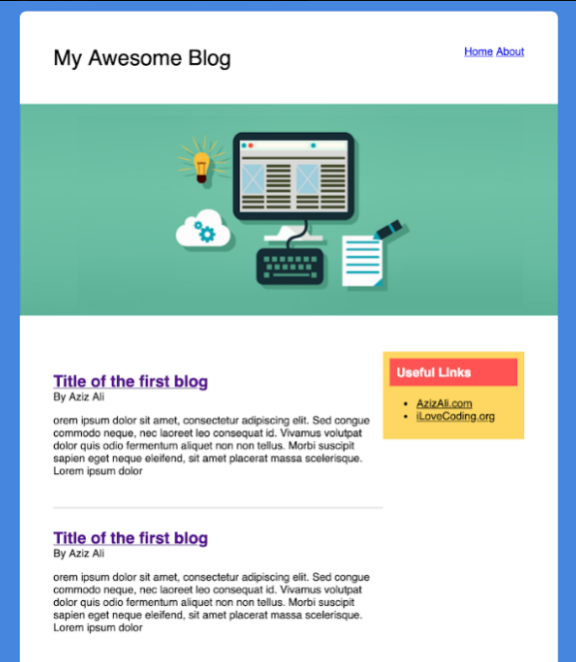 My Awesome Blog
Home About
Title of the first blog
By Aziz Ali
orem ipsum dolor sit amet, consectetur adipiscing elit. Sed congue
commodo neque, nec laoreet leo consequat id. Vivamus volutpat
dolor quis odio fermentum aliquet non non tellus. Morbi suscipit
sapien eget neque eleifend, sit amet placerat massa scelerisque.
Lorem ipsum dolor
Useful Links
AzizAli.com
iLoveCoding.org
Title of the first blog
By Aziz Ali
orem ipsum dolor sit amet, consectetur adipiscing elit. Sed congue
commodo neque, nec laoreet leo consequat id. Vivamus volutpat
dolor quis odio fermentum aliquet non non tellus. Morbi suscipit
sapien eget neque eleifend, sit amet placerat massa scelerisque.
Lorem ipsum dolor